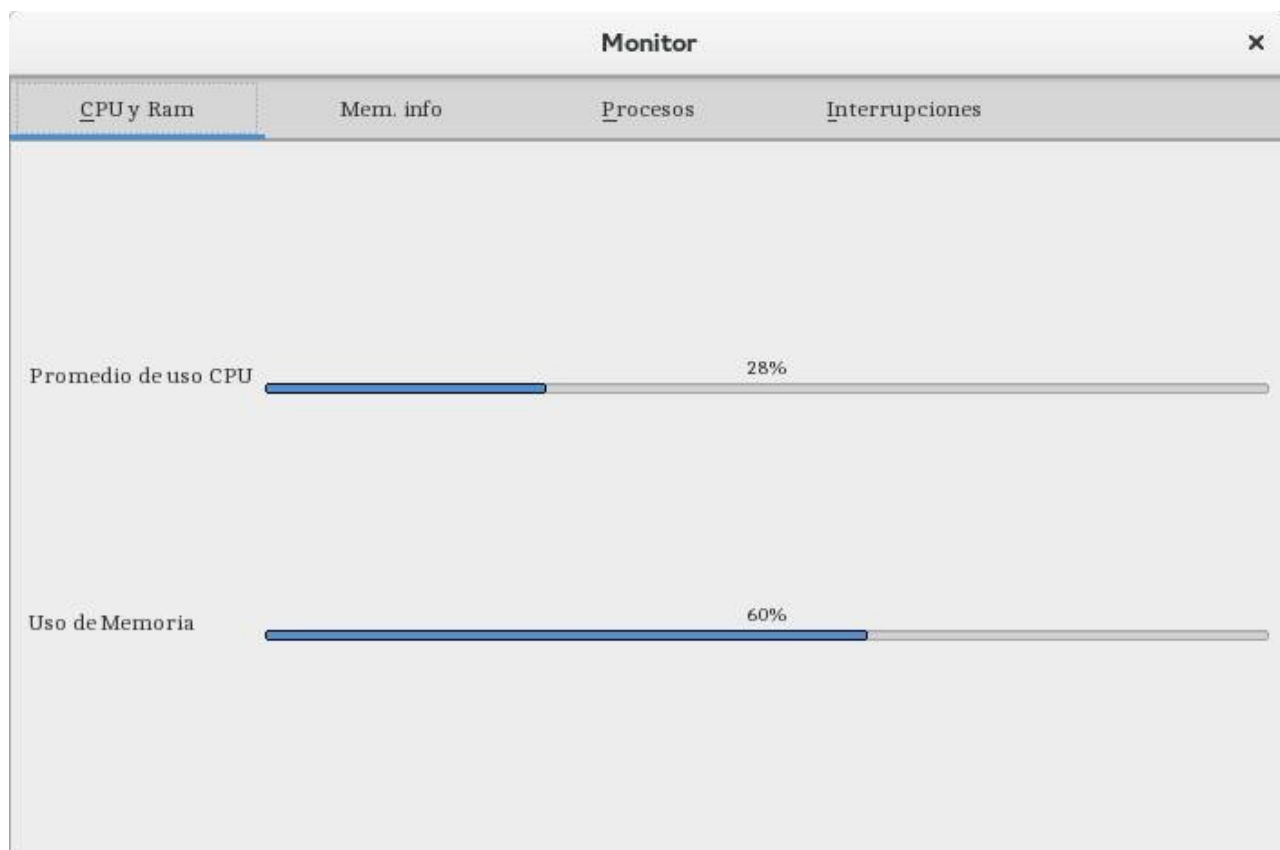 Monitor
CPU y Ram
Mem. info
Procesos
Interrupciones
Promedio de uso CPU
28%
Uso de Memoria
60%